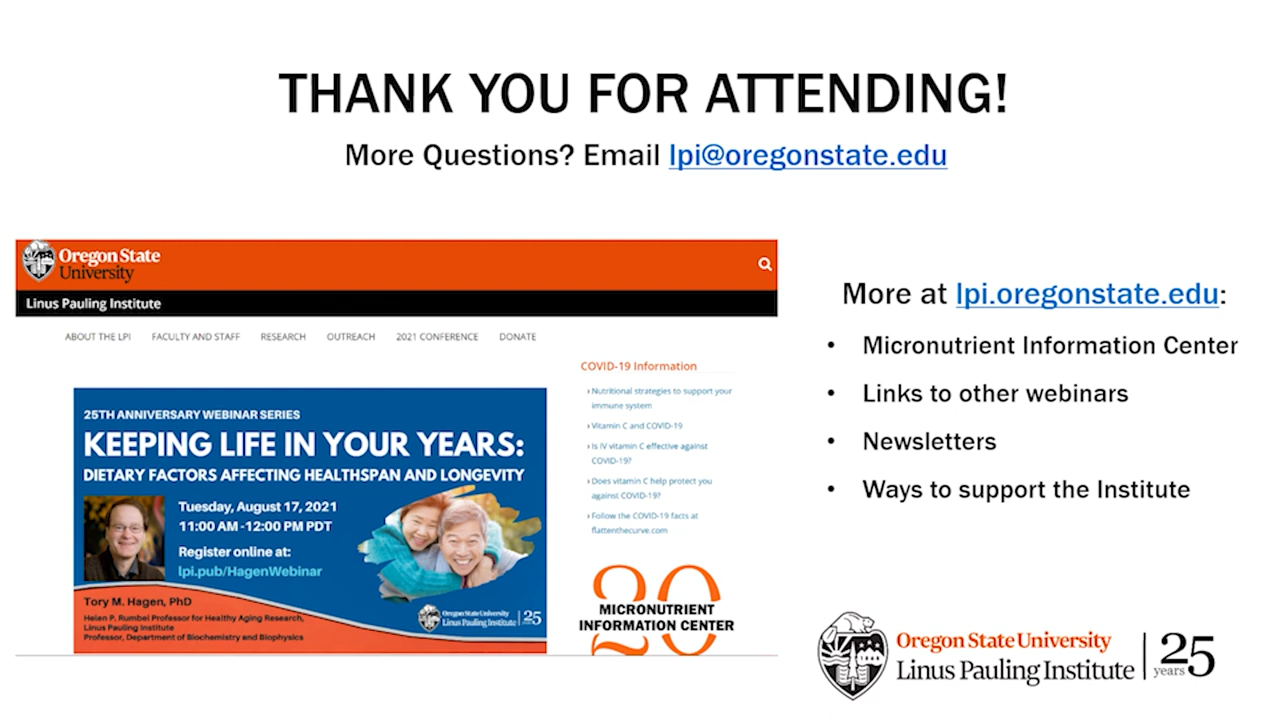 THANK YOU FOR ATTENDING!
More Questions? Email lpi@oregonstate.edu
Oregon State
University
Linus Pauling Institute
ABOUT THE LPI FACULTY AND STAFF RESEARCH OUTREACH 2021 CONFERENCE DONATE
25TH ANNIVERSARY WEBINAR SERIES
KEEPING LIFE IN YOUR YEARS:
DIETARY FACTORS AFFECTING HEALTHSPAN AND LONGEVITY
Tuesday, August 17, 2021
11:00 AM -12:00 PM PDT
Register online at:
lpi.pub/HagenWebinar
Tory M. Hagen, PhD
Helen P. Rumbel Professor for Healthy Aging Research,
Linus Pauling Institute
Professor, Department of Biochemistry and Biophysics
Oregon State University
Linus Pauling Institute 25
COVID-19 Information
› Nutritional strategies to support your
immune system
› Vitamin C and COVID-19
› Is IV vitamin C effective against
COVID-19?
› Does vitamin C help protect you
against COVID-19?
› Follow the COVID-19 facts at
flattenthecurve.com
20
MICRONUTRIENT
INFORMATION CENTER
More at lpi.oregonstate.edu:
• Micronutrient Information Center
• Links to other webinars
• Newsletters
• Ways to support the Institute
Oregon State University
Linus Pauling Institute
25
years